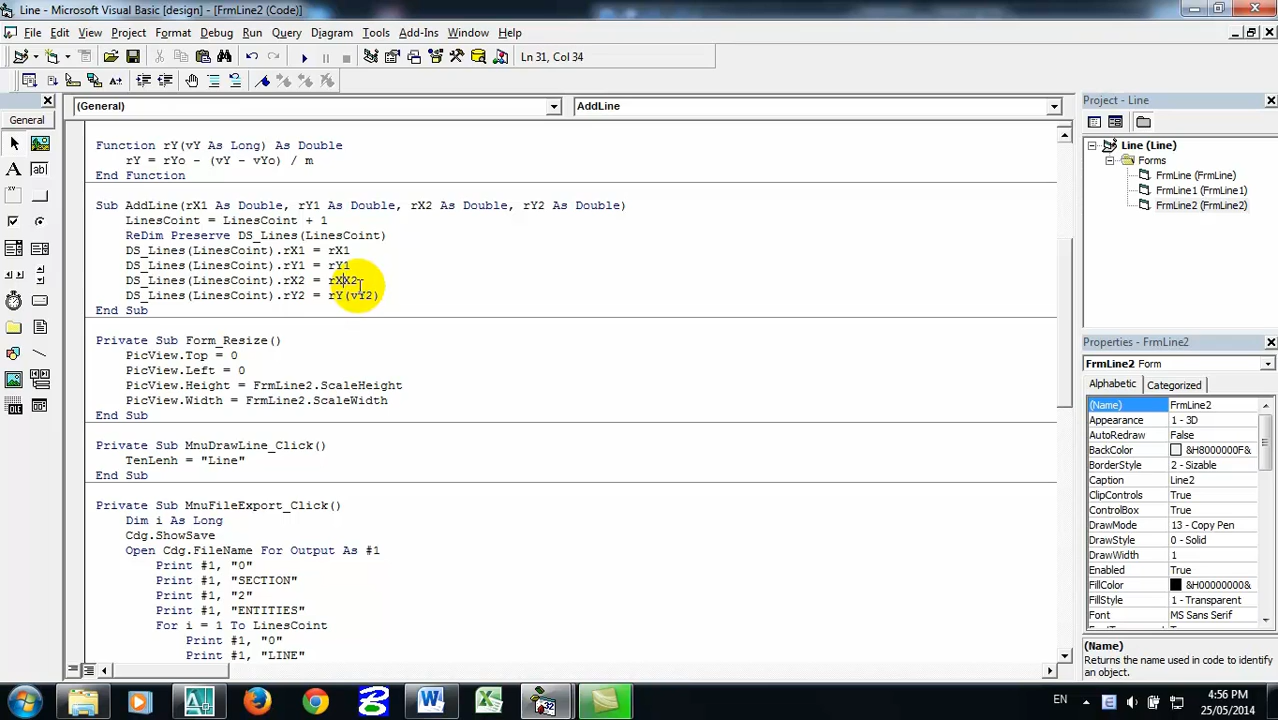 Line - Microsoft Visual Basic [design] - [FrmLine2 (Code)]
File Edit View Project Format Debug Run Query Diagram Tools Add-Ins Window Help
Ln 31, Col 34
General
(General)
AddLine
Function rY(vY As Long) As Double
rY = rYo - (vY - vYo) / m
End Function
Sub AddLine(rX1 As Double, rY1 As Double, rX2 As Double, rY2 As Double)
LinesCoint = LinesCoint + 1
ReDim Preserve DS_Lines(LinesCoint)
DS_Lines(LinesCoint).rX1 = rX1
DS_Lines(LinesCoint).rY1 = rY1
DS_Lines(LinesCoint).rX2 = rXX2
DS_Lines(LinesCoint).rY2 = rY(vY2)
End Sub
Private Sub Form_Resize()
PicView.Top = 0
PicView.Left = 0
PicView.Height = FrmLine2.ScaleHeight
PicView.Width = FrmLine2.ScaleWidth
End Sub
Private Sub MnuDrawLine_Click()
TenLenh = "Line"
End Sub
Private Sub MnuFileExport_Click()
Dim i As Long
Cdg.ShowSave
Open Cdg.FileName For Output As #1
Print #1, "0"
Print #1, "SECTION"
Print #1, "2"
Print #1, "ENTITIES"
For i = 1 To LinesCoint
Print #1, "0"
Print #1, "LINE"
Project - Line
Line (Line)
Forms
FrmLine (FrmLine)
FrmLine1 (FrmLine1)
FrmLine2 (FrmLine2)
Properties - FrmLine2
FrmLine2 Form
Alphabetic Categorized
(Name) FrmLine2
Appearance 1 - 3D
AutoRedraw False
BackColor &H8000000F&
BorderStyle 2 - Sizable
Caption Line2
ClipControls True
ControlBox True
DrawMode 13 - Copy Pen
DrawStyle 0 - Solid
DrawWidth 1
Enabled True
FillColor &H00000000&
FillStyle 1 - Transparent
Font MS Sans Serif
(Name)
Returns the name used in code to identify
an object.
EN
4:56 PM
25/05/2014